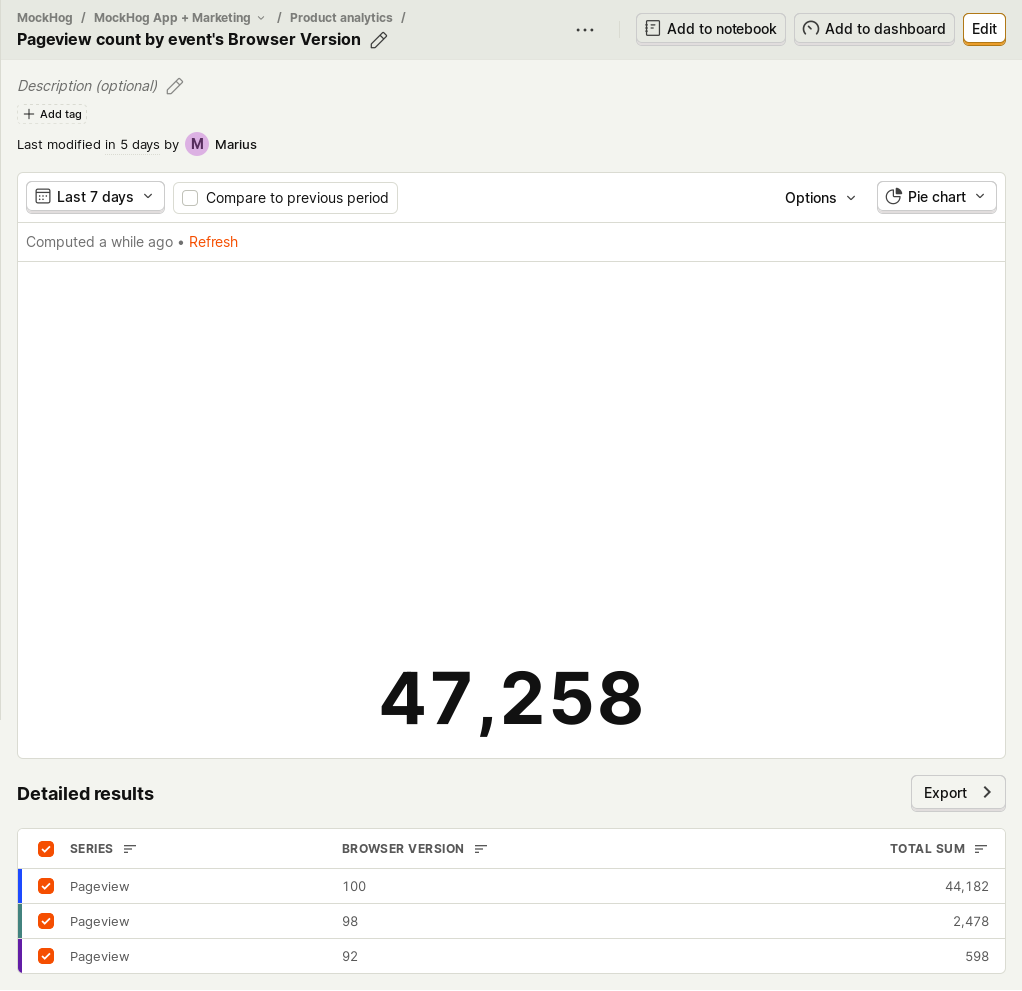 MockHog / MockHog App + Marketing / Product analytics /
Pageview count by event's Browser Version
Add to notebook
Add to dashboard
Edit
Description (optional)
Add tag
Last modified in 5 days by M Marius
Last 7 days
Compare to previous period
Options
Pie chart
Computed a while ago • Refresh
47,258
Detailed results
Export
SERIES BROWSER VERSION TOTAL SUM
Pageview 100 44,182
Pageview 98 2,478
Pageview 92 598